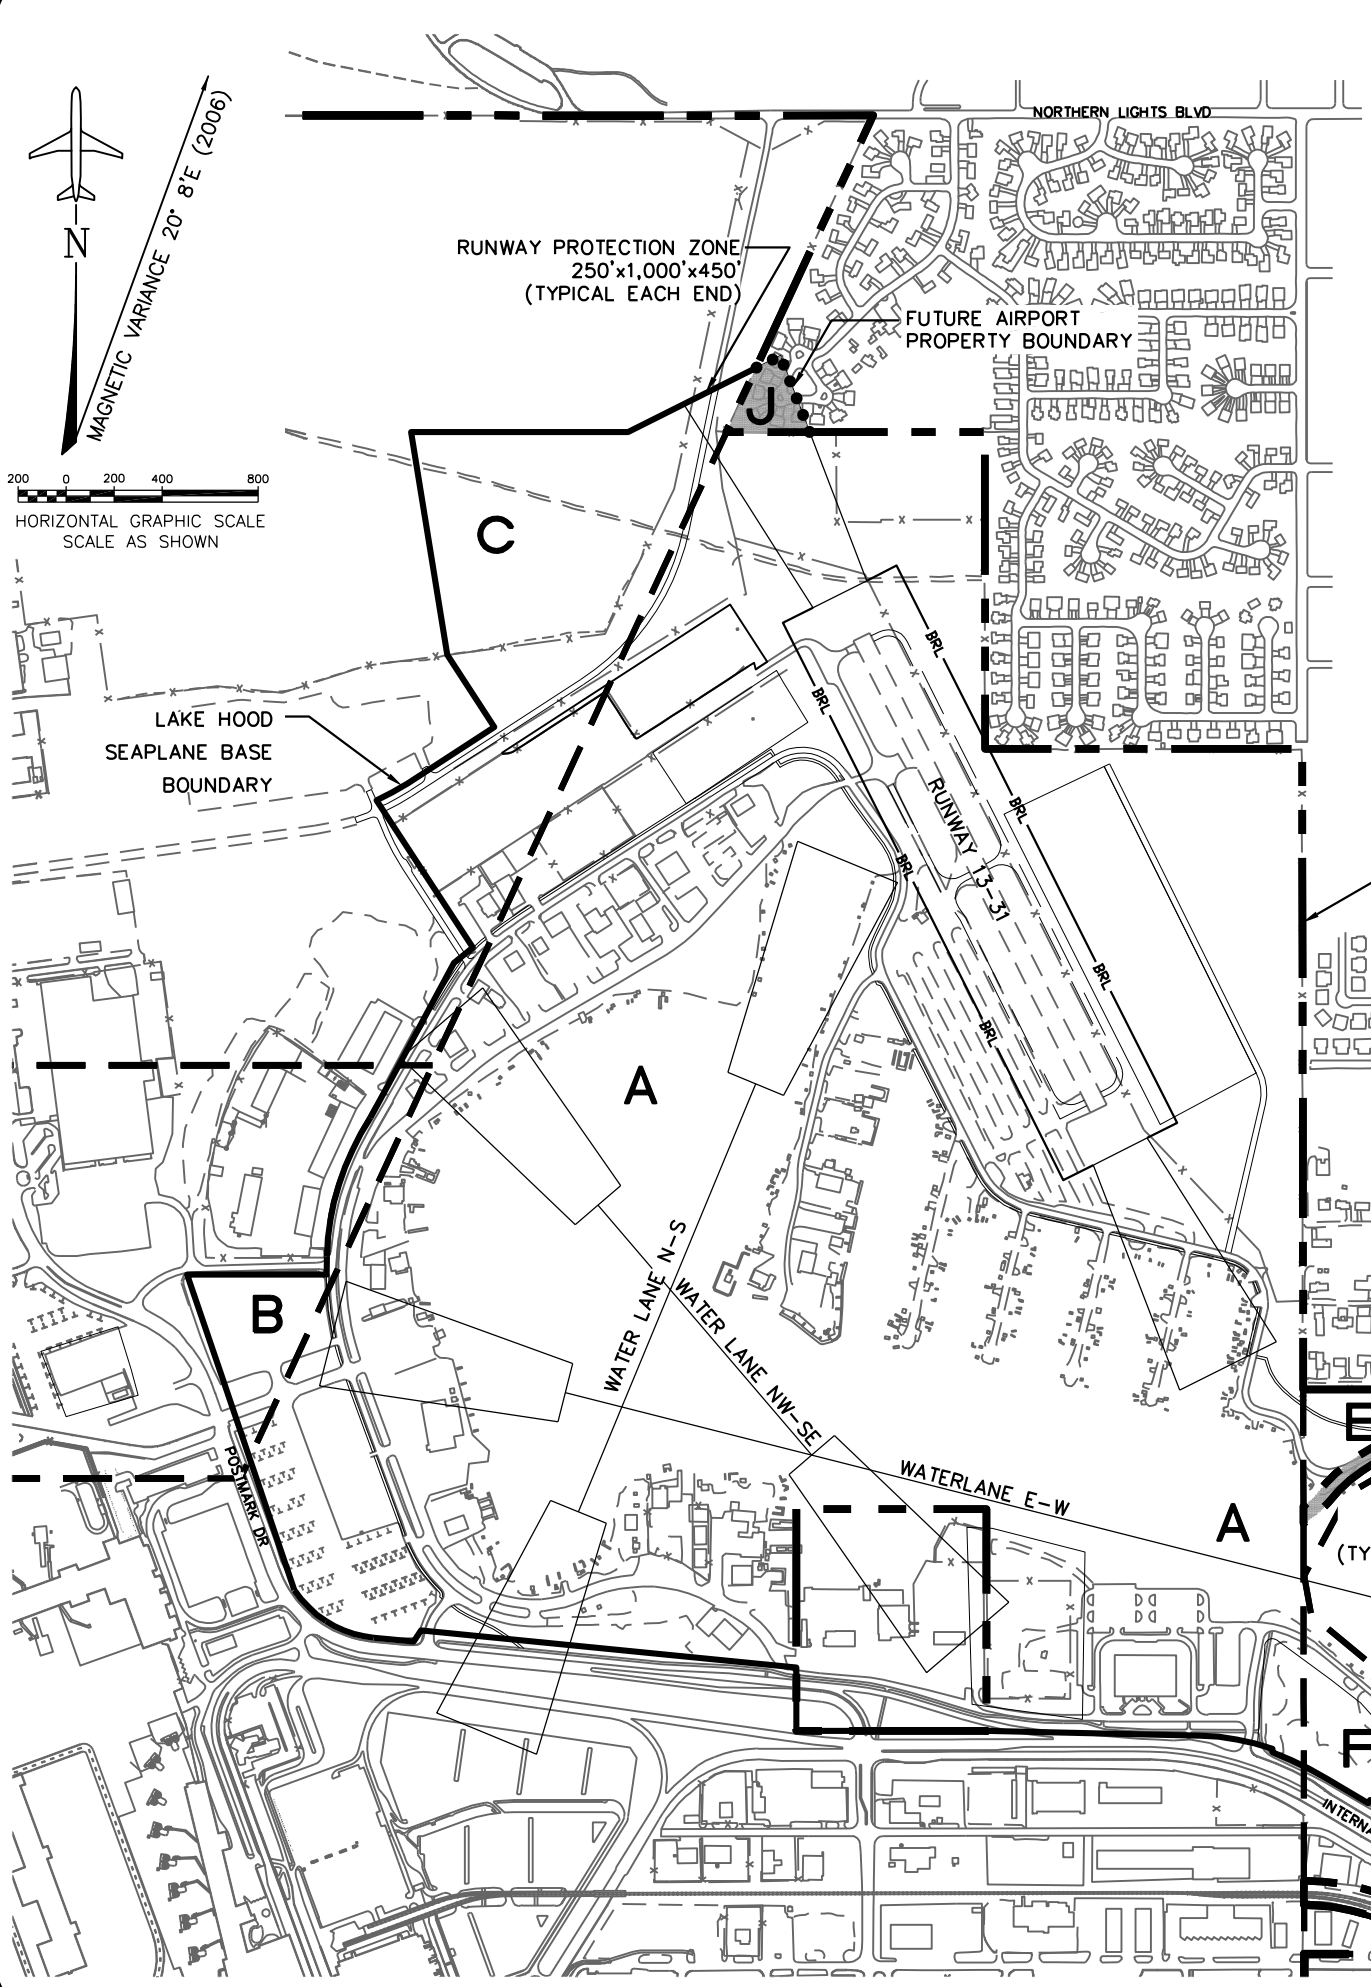 NORTHERN LIGHTS BLVD
MAGNETIC VARIANCE 20° 8'E (2006)
N
RUNWAY PROTECTION ZONE
250'x1,000'x450'
(TYPICAL EACH END)
FUTURE AIRPORT
PROPERTY BOUNDARY
J
200 0 200 400 800
HORIZONTAL GRAPHIC SCALE
SCALE AS SHOWN
C
BRL
BRL
LAKE HOOD
SEAPLANE BASE
BOUNDARY
RUNWAY 13-31
BRL
BRL
BRL
BRL
A
B
WATER LANE N-S
WATER LANE NW-SE
WATERLANE E-W
POSTMARK DR
E
A
(TY
F
INTERNA